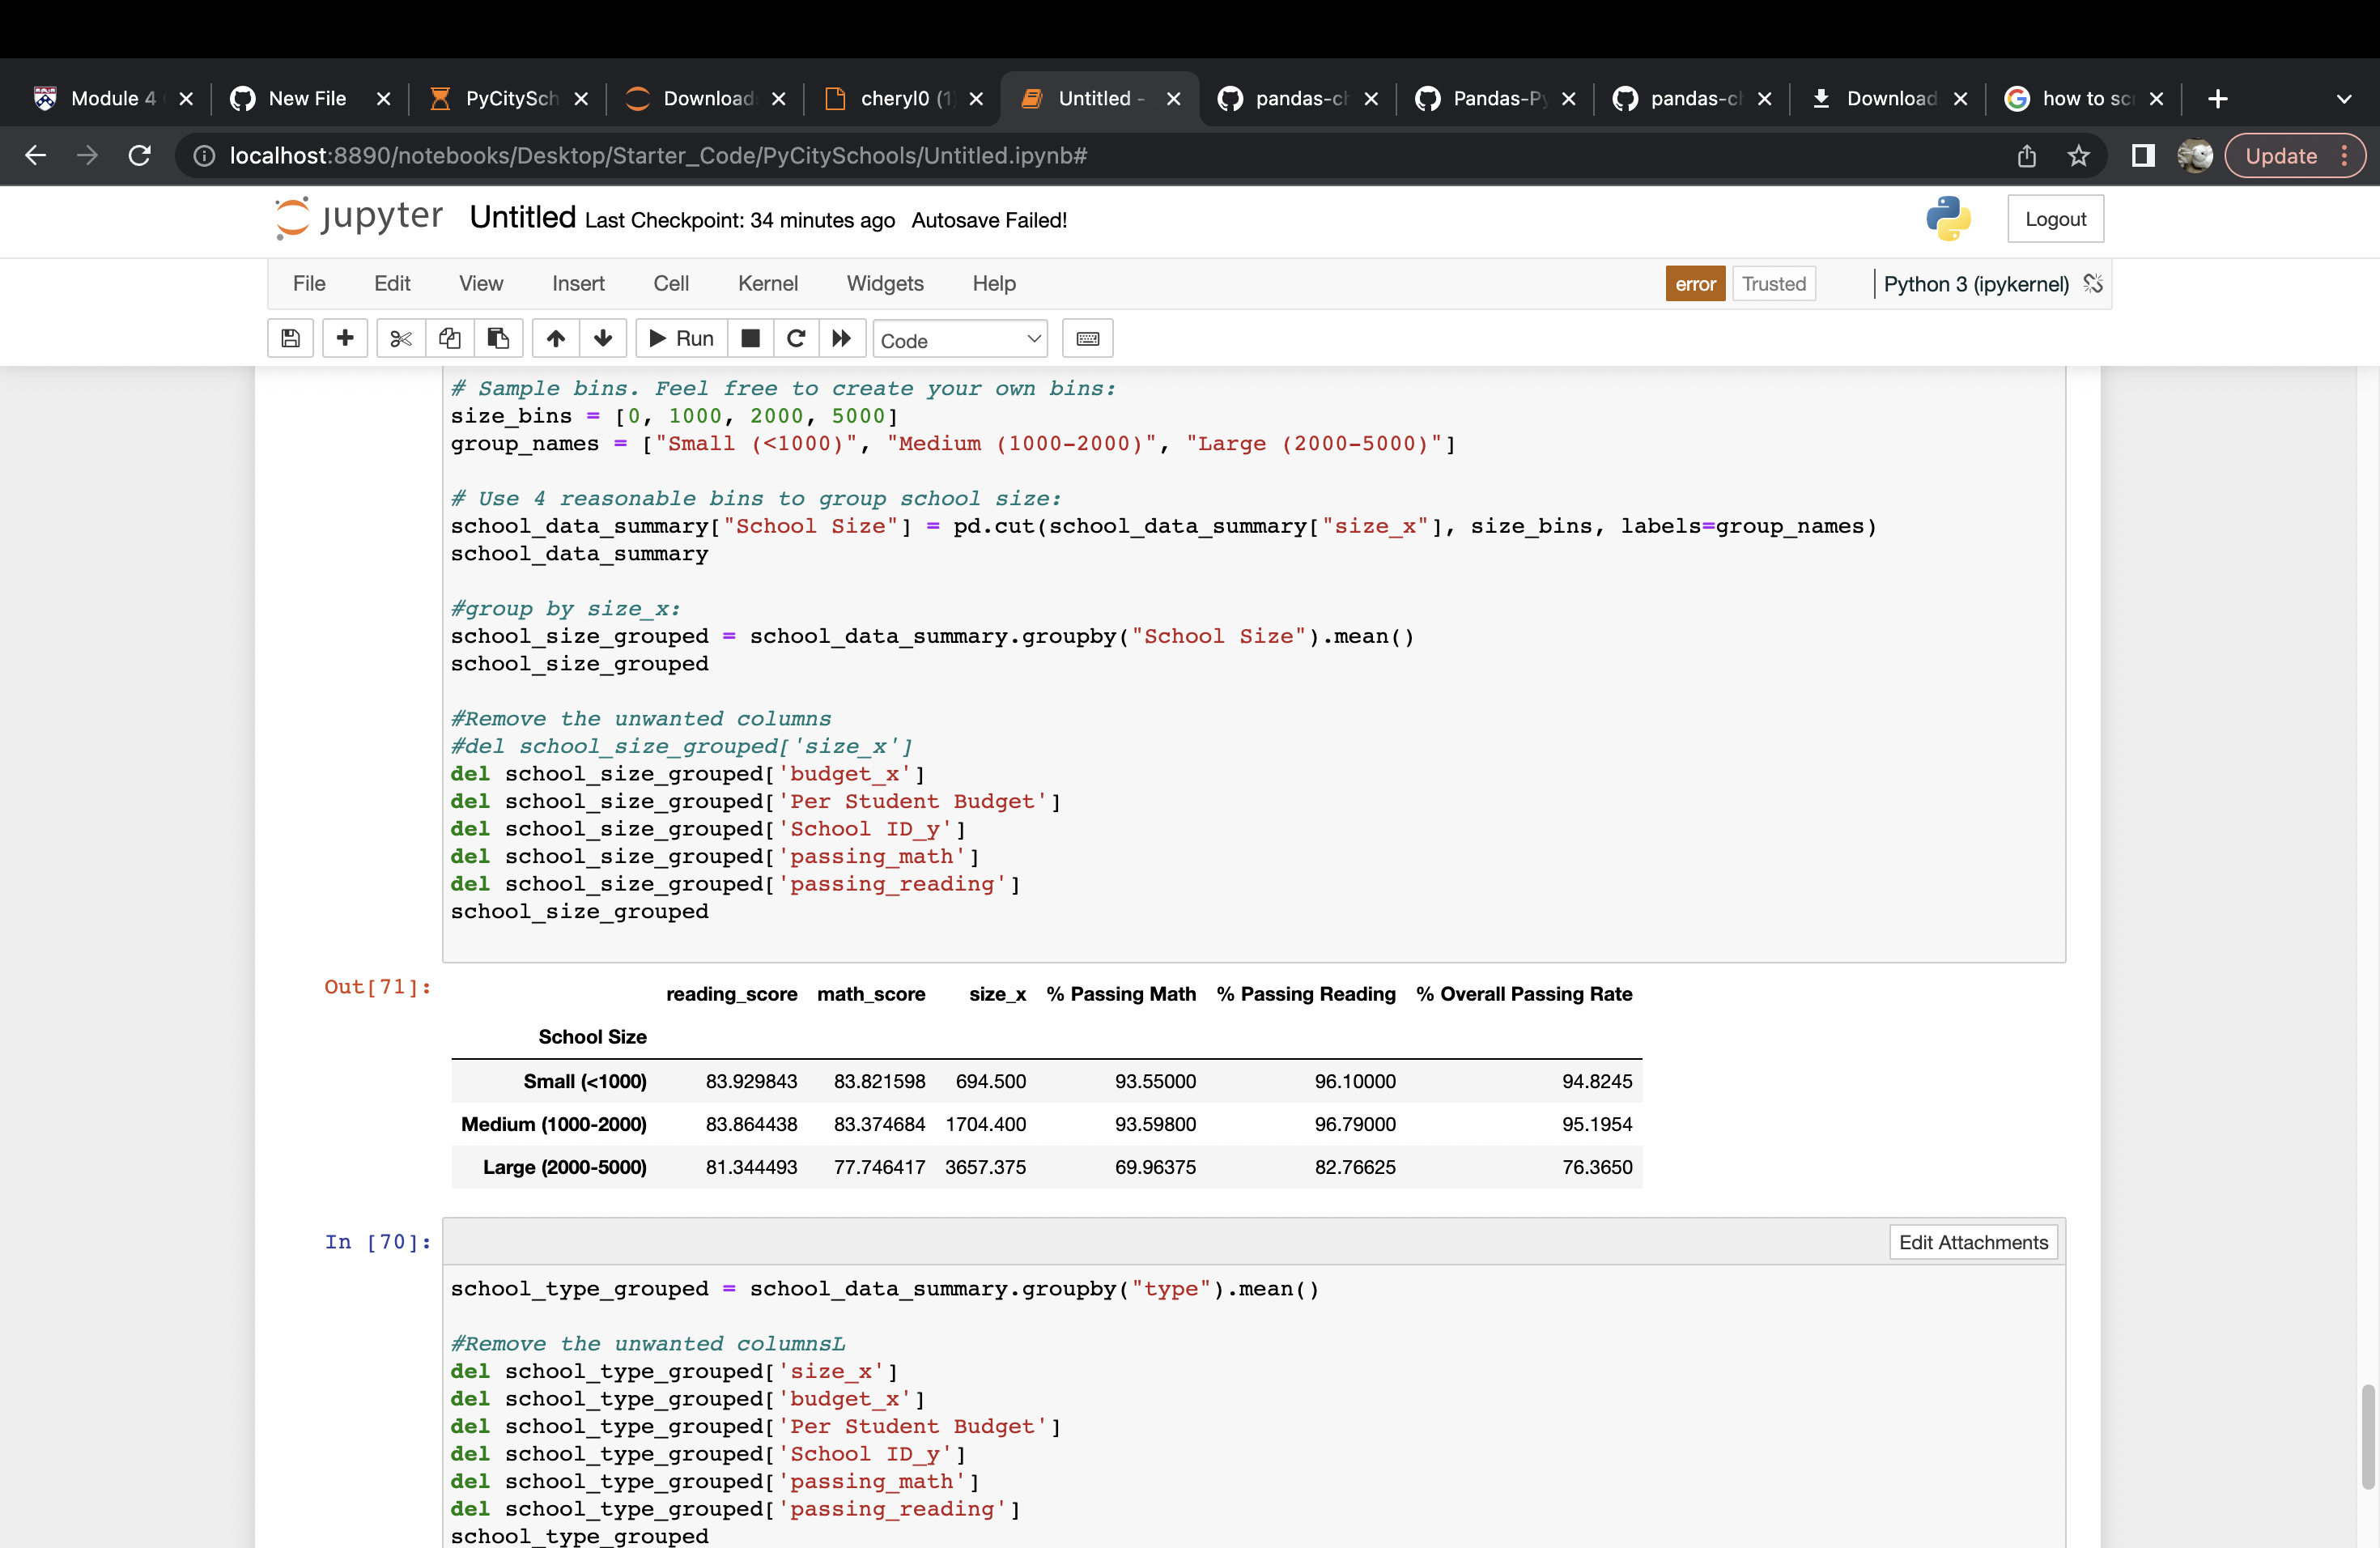 Module 4
New File
PyCitySch
Download
cheryl0 (1)
Untitled -
pandas-ch
Pandas-Py
pandas-ch
Download
how to scr
localhost:8890/notebooks/Desktop/Starter_Code/PyCitySchools/Untitled.ipynb#
Update
jupyter Untitled Last Checkpoint: 34 minutes ago Autosave Failed!
Logout
File Edit View Insert Cell Kernel Widgets Help error Trusted Python 3 (ipykernel)
Run Code
# Sample bins. Feel free to create your own bins:
size_bins = [0, 1000, 2000, 5000]
group_names = ["Small (<1000)", "Medium (1000-2000)", "Large (2000-5000)"]
# Use 4 reasonable bins to group school size:
school_data_summary["School Size"] = pd.cut(school_data_summary["size_x"], size_bins, labels=group_names)
school_data_summary
#group by size_x:
school_size_grouped = school_data_summary.groupby("School Size").mean()
school_size_grouped
#Remove the unwanted columns
#del school_size_grouped['size_x']
del school_size_grouped['budget_x']
del school_size_grouped['Per Student Budget']
del school_size_grouped['School ID_y']
del school_size_grouped['passing_math']
del school_size_grouped['passing_reading']
school_size_grouped
Out[71]:
reading_score math_score size_x % Passing Math % Passing Reading % Overall Passing Rate
School Size
Small (<1000) 83.929843 83.821598 694.500 93.55000 96.10000 94.8245
Medium (1000-2000) 83.864438 83.374684 1704.400 93.59800 96.79000 95.1954
Large (2000-5000) 81.344493 77.746417 3657.375 69.96375 82.76625 76.3650
In [70]:
Edit Attachments
school_type_grouped = school_data_summary.groupby("type").mean()
#Remove the unwanted columnsL
del school_type_grouped['size_x']
del school_type_grouped['budget_x']
del school_type_grouped['Per Student Budget']
del school_type_grouped['School ID_y']
del school_type_grouped['passing_math']
del school_type_grouped['passing_reading']
school_type_grouped